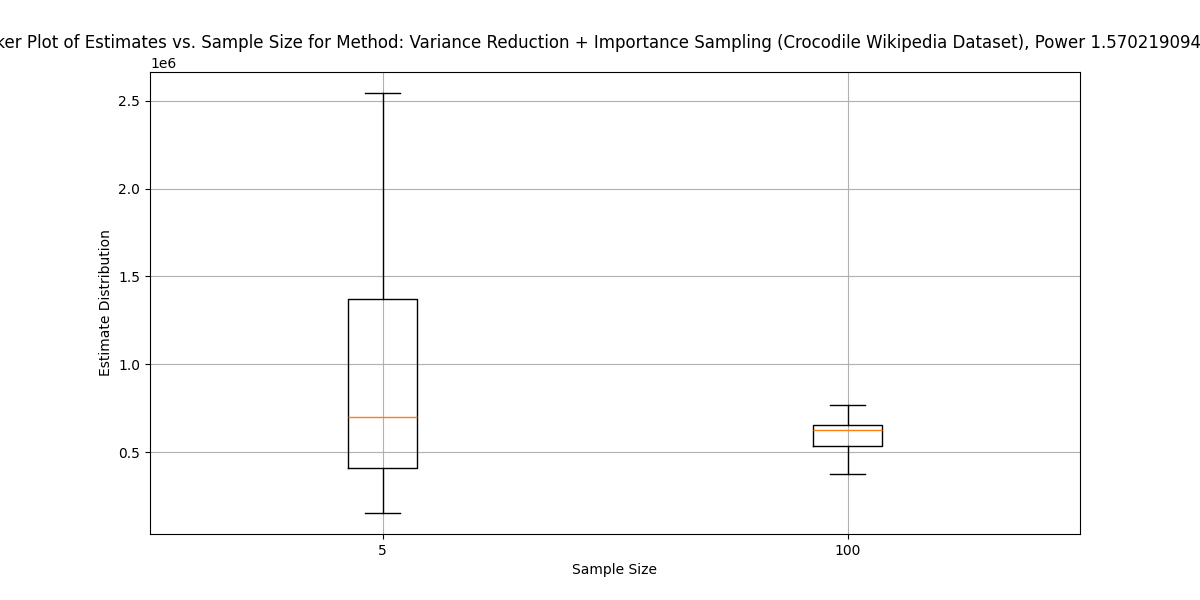 ker Plot of Estimates vs. Sample Size for Method: Variance Reduction + Importance Sampling (Crocodile Wikipedia Dataset), Power 1.570219094
1e6
2.5
2.0
1.5
1.0
0.5
Estimate Distribution
5 100
Sample Size